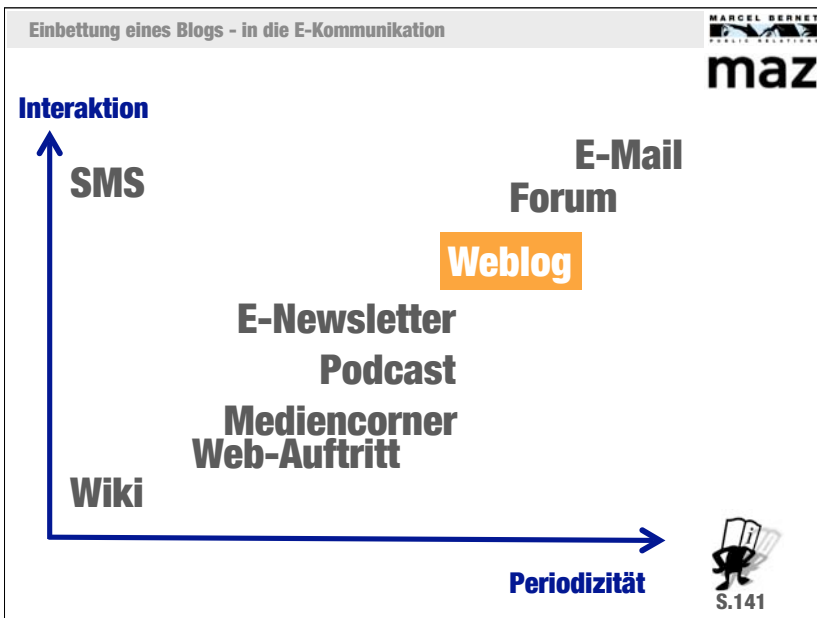 Einbettung eines Blogs - in die E-Kommunikation
MARCEL BERNET
PUBLIC RELATIONS
maz
Interaktion
E-Mail
SMS
Forum
Weblog
E-Newsletter
Podcast
Mediencorner
Web-Auftritt
Wiki
Periodizität
i
S.141